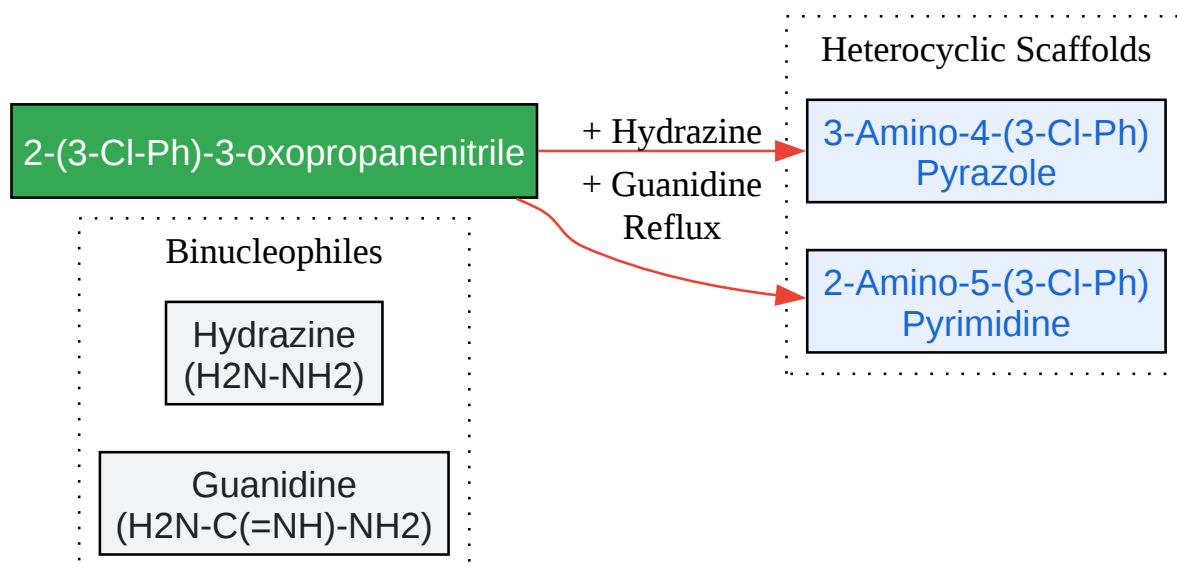 Heterocyclic Scaffolds
2-(3-Cl-Ph)-3-oxopropanenitrile
+ Hydrazine
3-Amino-4-(3-Cl-Ph)
Pyrazole
+ Guanidine
Reflux
Binucleophiles
2-Amino-5-(3-Cl-Ph)
Pyrimidine
Hydrazine
(H2N-NH2)
Guanidine
(H2N-C(=NH)-NH2)